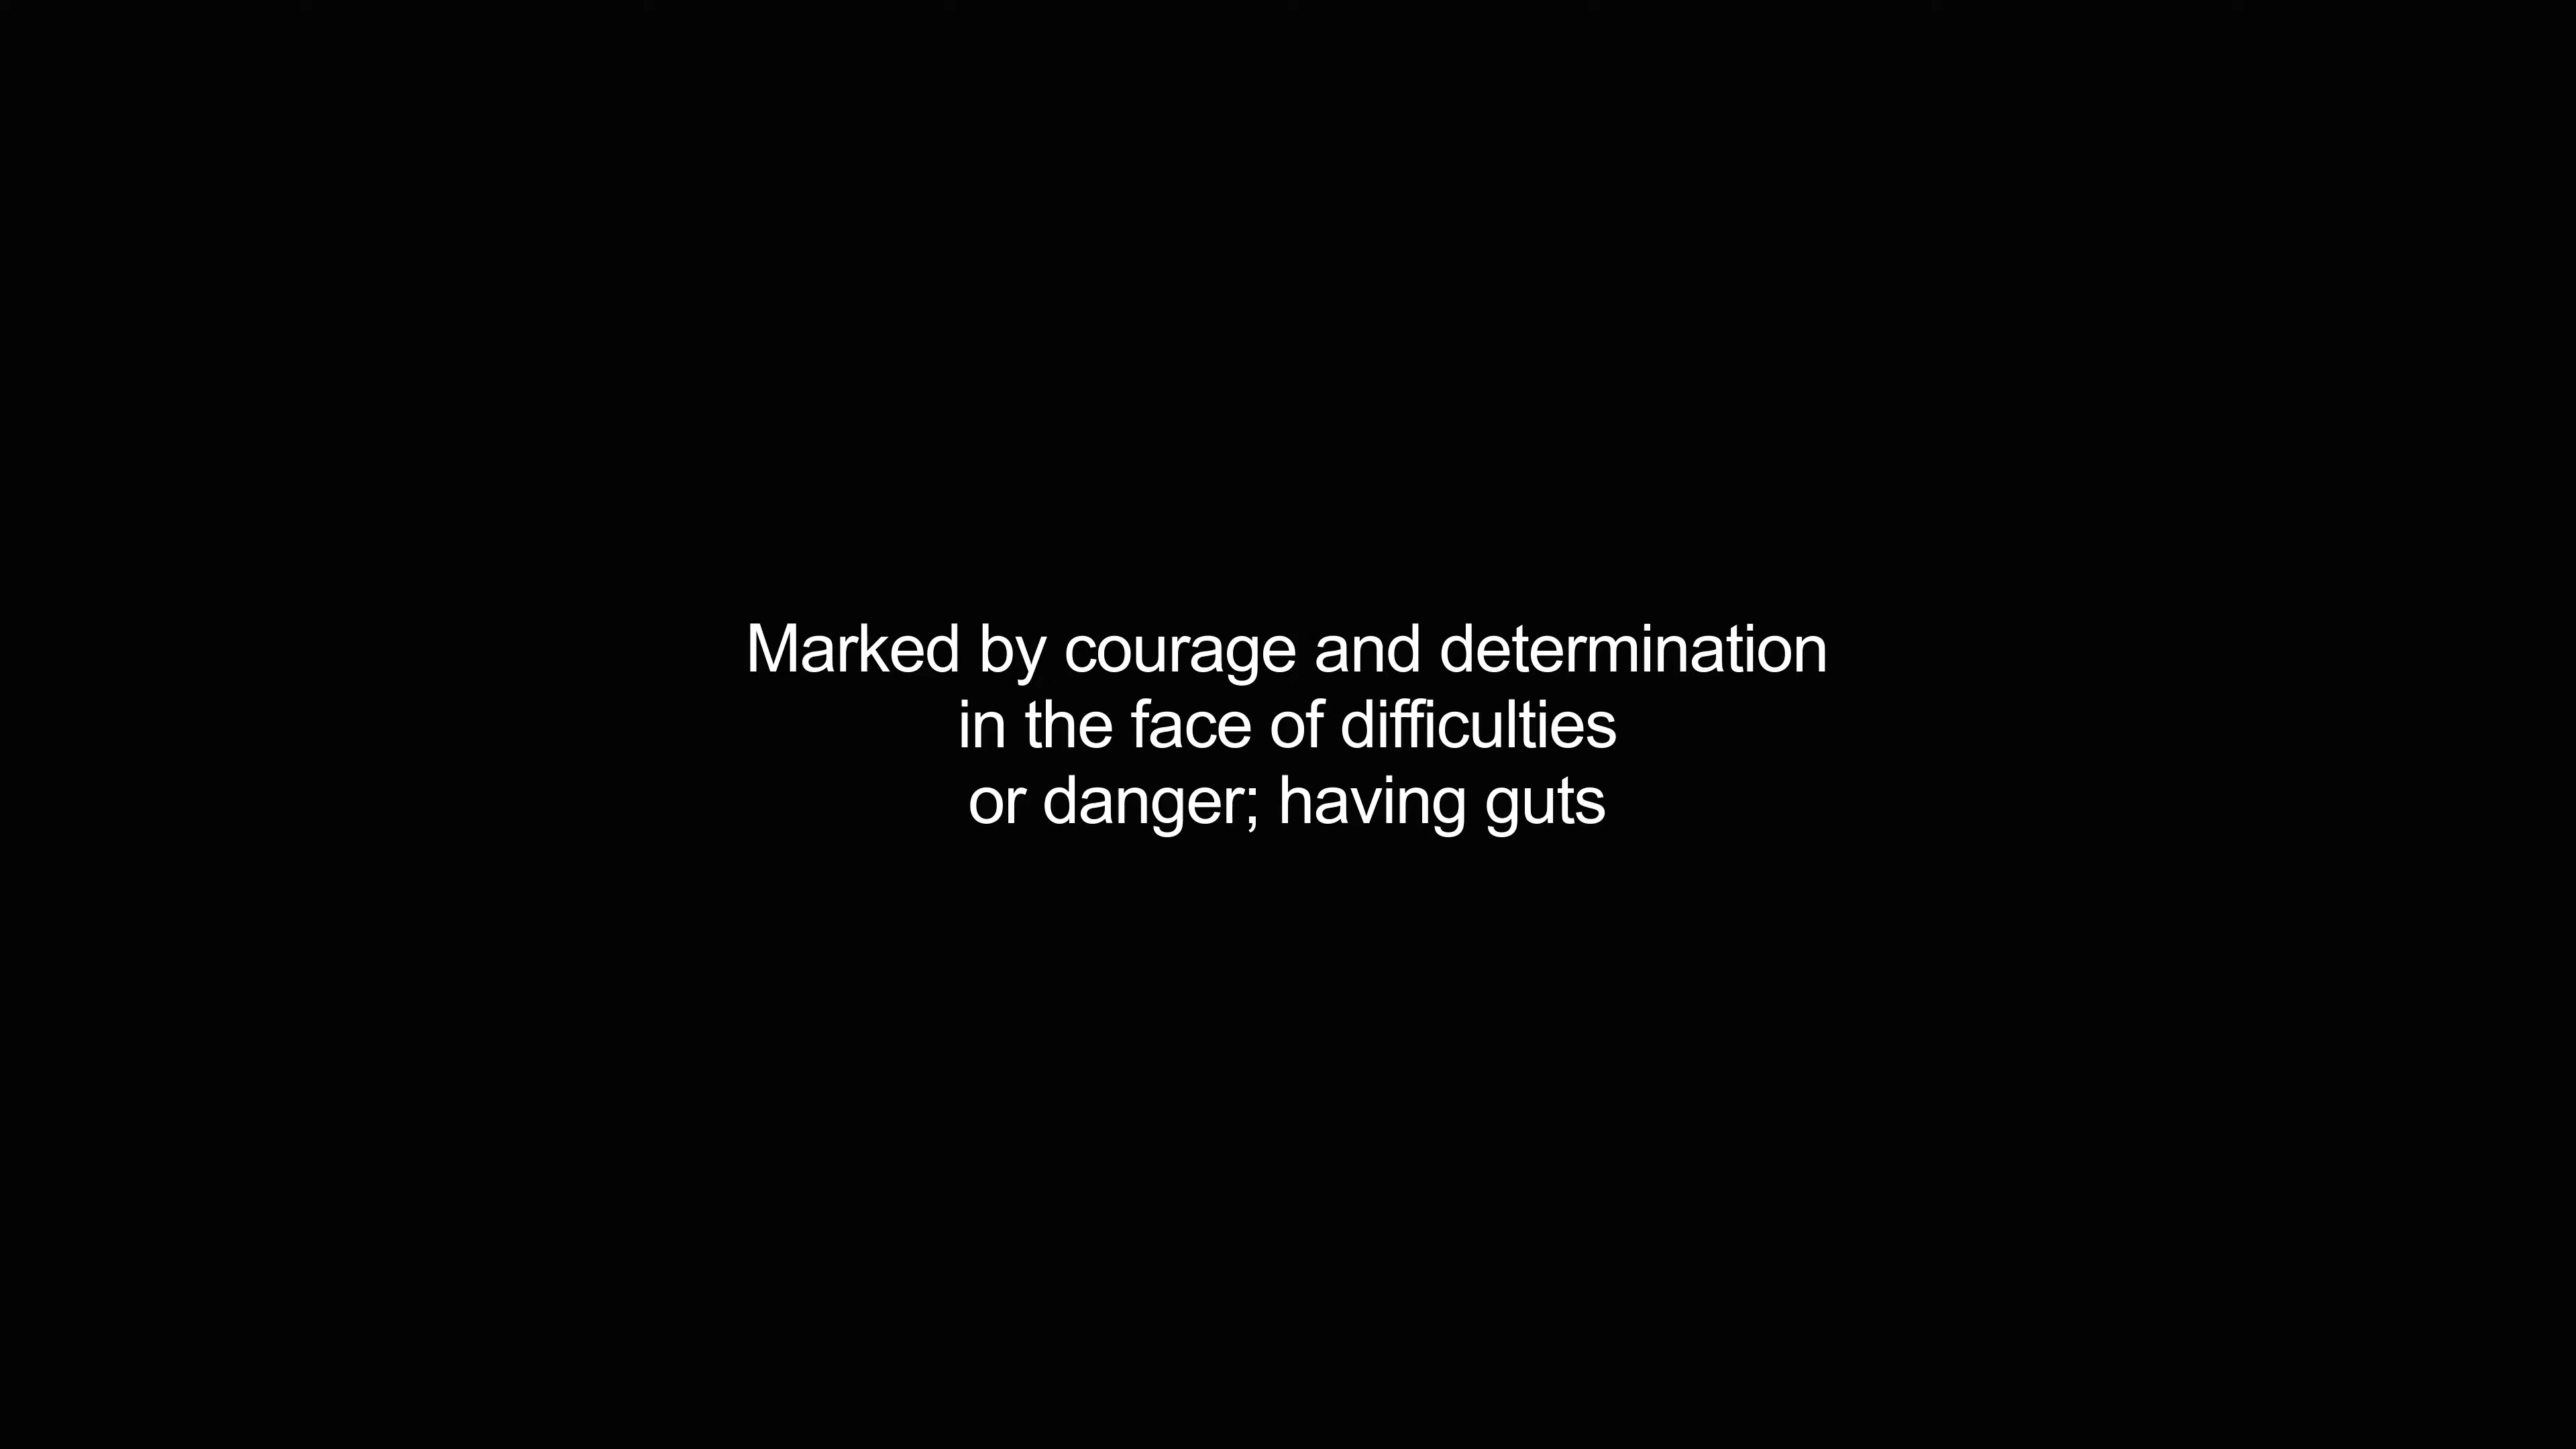 Marked by courage and determination
in the face of difficulties
or danger; having guts